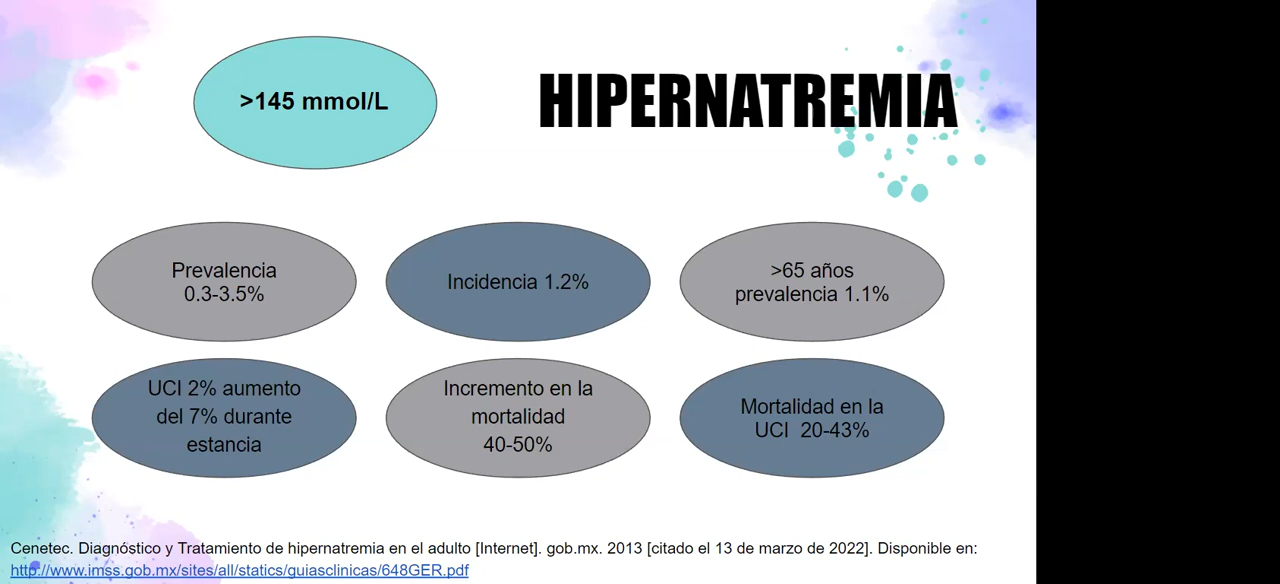 >145 mmol/L
HIPERNATREMIA
Prevalencia
0.3-3.5%
Incidencia 1.2%
>65 años
prevalencia 1.1%
UCI 2% aumento
del 7% durante
estancia
Incremento en la
mortalidad
40-50%
Mortalidad en la
UCI 20-43%
Cenetec. Diagnóstico y Tratamiento de hipernatremia en el adulto [Internet]. gob.mx. 2013 [citado el 13 de marzo de 2022]. Disponible en:
http://www.imss.gob.mx/sites/all/statics/guiasclinicas/648GER.pdf